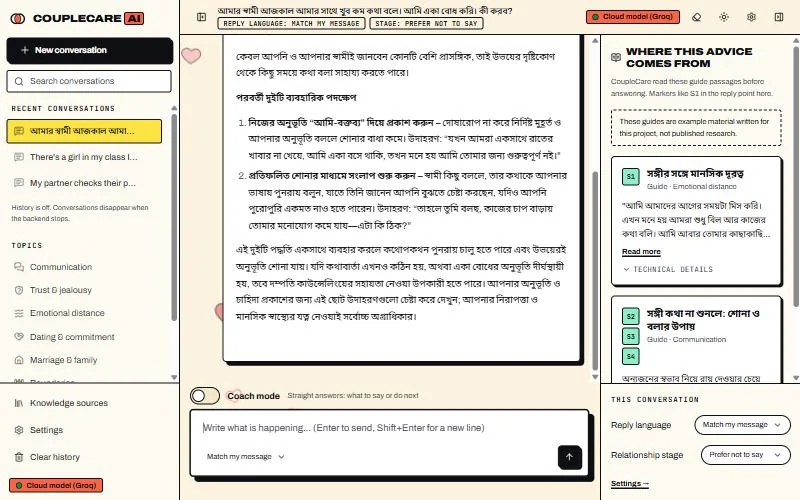 COUPLECARE AI
+ New conversation
Search conversations
RECENT CONVERSATIONS
আমার স্বামী আজকাল আমা...
There's a girl in my class I...
My partner checks their p...
History is off. Conversations disappear when
the backend stops.
TOPICS
Communication
Trust & jealousy
Emotional distance
Dating & commitment
Marriage & family
Boundaries
Knowledge sources
Settings
Clear history
Cloud model (Groq)
আমার স্বামী আজকাল আমার সাথে খুব কম কথা বলে। আমি একা বোধ করি। কী করব?
REPLY LANGUAGE: MATCH MY MESSAGE
STAGE: PREFER NOT TO SAY
Cloud model (Groq)
কেবল আপনি ও আপনার স্বামীই জানবেন কোনটি বেশি প্রাসঙ্গিক, তাই উভয়ের দৃষ্টিকোণ
থেকে কিছু সময়ে কথা বলা সাহায্য করতে পারে।
পরবর্তী দুইটি ব্যবহারিক পদক্ষেপ
1. নিজের অনুভূতি “আমি-বক্তব্য” দিয়ে প্রকাশ করুন – দোষারোপ না করে নির্দিষ্ট মুহূর্ত ও
আপনার অনুভূতি বললে শোনার বাধা কমে। উদাহরণ: “যখন আমরা একসাথে রাতের
খাবার না খেয়ে, আমি একা বসে থাকি, তখন মনে হয় আমি তোমার জন্য গুরুত্বপূর্ণ নই।”
2. প্রতিফলিত শোনার মাধ্যমে সংলাপ শুরু করুন – স্বামী কিছু বললে, তার কথাকে আপনার
ভাষায় পুনরায় বলুন, যাতে তিনি জানেন আপনি বুঝতে চেষ্টা করছেন, যদিও আপনি
পুরোপুরি একমত নাও হতে পারেন। উদাহরণ: “তাহলে তুমি বলছ, কাজের চাপ বাড়ায়
তোমার মনোযোগ কমে যায়—এটা কি ঠিক?”
এই দুইটি পদ্ধতি একসাথে ব্যবহার করলে কথোপকথন পুনরায় চালু হতে পারে এবং উভয়েরই
অনুভূতি শোনা যায়। যদি কথাবার্তা এখনও কঠিন হয়, অথবা একা বোধের অনুভূতি দীর্ঘস্থায়ী
হয়, তবে দম্পতি কাউন্সেলিংয়ের সহায়তা নেওয়া উপকারী হতে পারে। আপনার অনুভূতি ও
চাহিদা প্রকাশের জন্য এই ছোট উদাহরণগুলো চেষ্টা করে দেখুন; আপনার নিরাপত্তা ও
মানসিক স্বাস্থ্যের যত্ন নেওয়াই সর্বোচ্চ অগ্রাধিকার।
Coach mode Straight answers: what to say or do next
Write what is happening... (Enter to send, Shift+Enter for a new line)
Match my message
WHERE THIS ADVICE
COMES FROM
CoupleCare read these guide passages before
answering. Markers like S1 in the reply point here.
These guides are example material written for
this project, not published research.
S1 সঙ্গীর সঙ্গে মানসিক দূরত্ব
Guide · Emotional distance
"আমি আমাদের আগের সময়টা মিস করি।
এখন মনে হয় আমরা শুধু বিল আর কাজের
কথা বলি। আমি আবার তোমার কাছাকাছি...
Read more
TECHNICAL DETAILS
S2 সঙ্গী কথা না শুনলে: শোনা ও
S3 বলার উপায়
Guide · Communication
S4
অন্যজনের স্বভাব নিয়ে রায় দেওয়ার চেয়ে
THIS CONVERSATION
Reply language Match my message
Relationship stage Prefer not to say
Settings →